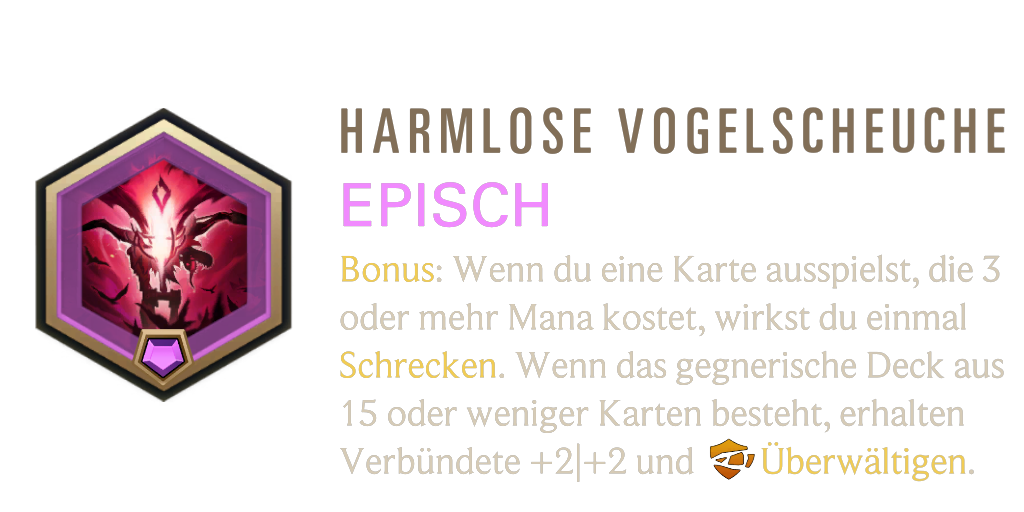 HARMLOSE VOGELSCHEUCHE
EPISCH
Bonus: Wenn du eine Karte ausspielst, die 3
oder mehr Mana kostet, wirkst du einmal
Schrecken. Wenn das gegnerische Deck aus
15 oder weniger Karten besteht, erhalten
Verbündete +2|+2 und Überwältigen.